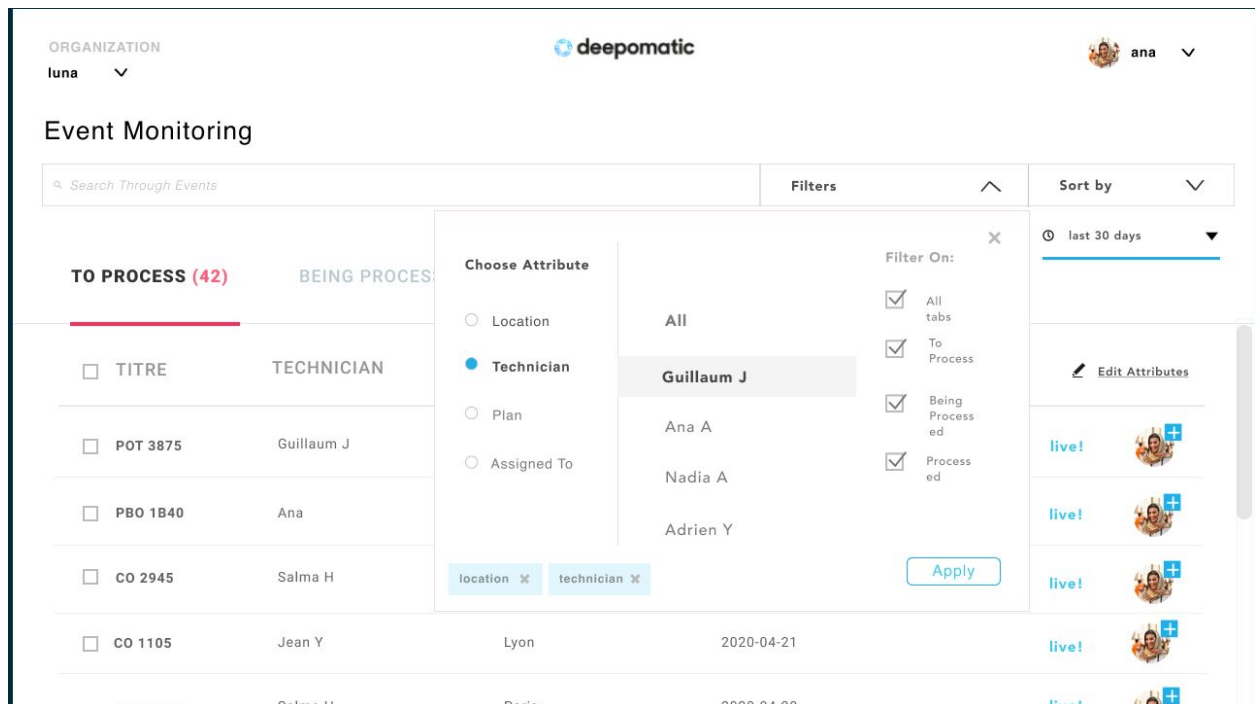 ORGANIZATION
luna
deepomatic
ana
Event Monitoring
Search Through Events
Filters
Sort by
last 30 days
TO PROCESS (42)
BEING PROCES
Choose Attribute
Location
Technician
Plan
Assigned To
All
Guillaum J
Ana A
Nadia A
Adrien Y
Filter On:
All
tabs
To
Process
Being
Process
ed
Process
ed
location
technician
Apply
TITRE
TECHNICIAN
Edit Attributes
POT 3875
Guillaum J
live!
PBO 1B40
Ana
live!
CO 2945
Salma H
live!
CO 1105
Jean Y
Lyon
2020-04-21
live!